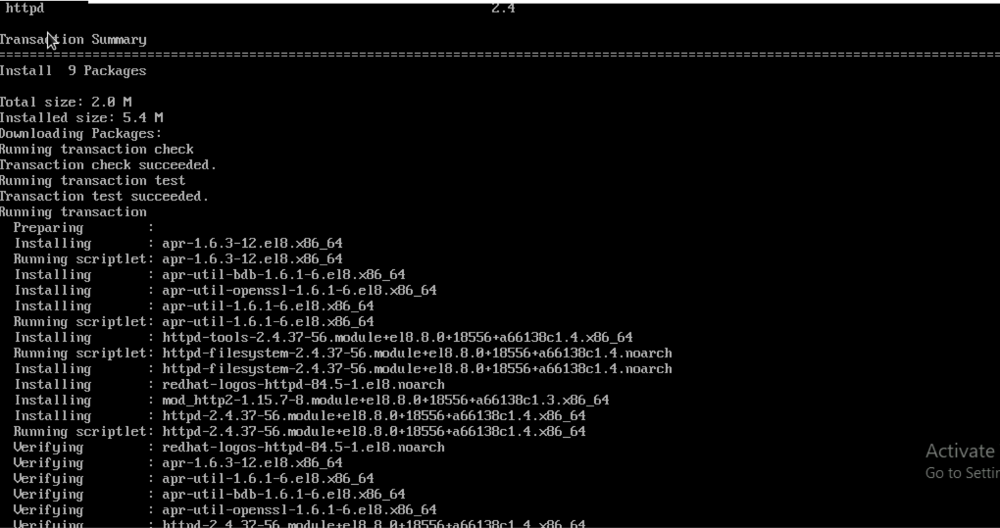 httpd 2.4
Transaction Summary
================================================================================
Install 9 Packages
Total size: 2.0 M
Installed size: 5.4 M
Downloading Packages:
Running transaction check
Transaction check succeeded.
Running transaction test
Transaction test succeeded.
Running transaction
Preparing :
Installing : apr-1.6.3-12.el8.x86_64
Running scriptlet: apr-1.6.3-12.el8.x86_64
Installing : apr-util-bdb-1.6.1-6.el8.x86_64
Installing : apr-util-openssl-1.6.1-6.el8.x86_64
Installing : apr-util-1.6.1-6.el8.x86_64
Running scriptlet: apr-util-1.6.1-6.el8.x86_64
Installing : httpd-tools-2.4.37-56.module+el8.8.0+18556+a66138c1.4.x86_64
Running scriptlet: httpd-filesystem-2.4.37-56.module+el8.8.0+18556+a66138c1.4.noarch
Installing : httpd-filesystem-2.4.37-56.module+el8.8.0+18556+a66138c1.4.noarch
Installing : redhat-logos-httpd-84.5-1.el8.noarch
Installing : mod_http2-1.15.7-8.module+el8.8.0+18556+a66138c1.3.x86_64
Installing : httpd-2.4.37-56.module+el8.8.0+18556+a66138c1.4.x86_64
Running scriptlet: httpd-2.4.37-56.module+el8.8.0+18556+a66138c1.4.x86_64
Verifying : redhat-logos-httpd-84.5-1.el8.noarch
Verifying : apr-1.6.3-12.el8.x86_64
Verifying : apr-util-1.6.1-6.el8.x86_64
Verifying : apr-util-bdb-1.6.1-6.el8.x86_64
Verifying : apr-util-openssl-1.6.1-6.el8.x86_64
Verifying : httpd-2.4.37-56.module+el8.8.0+18556+a66138c1.4.x86_64
Activate
Go to Settin